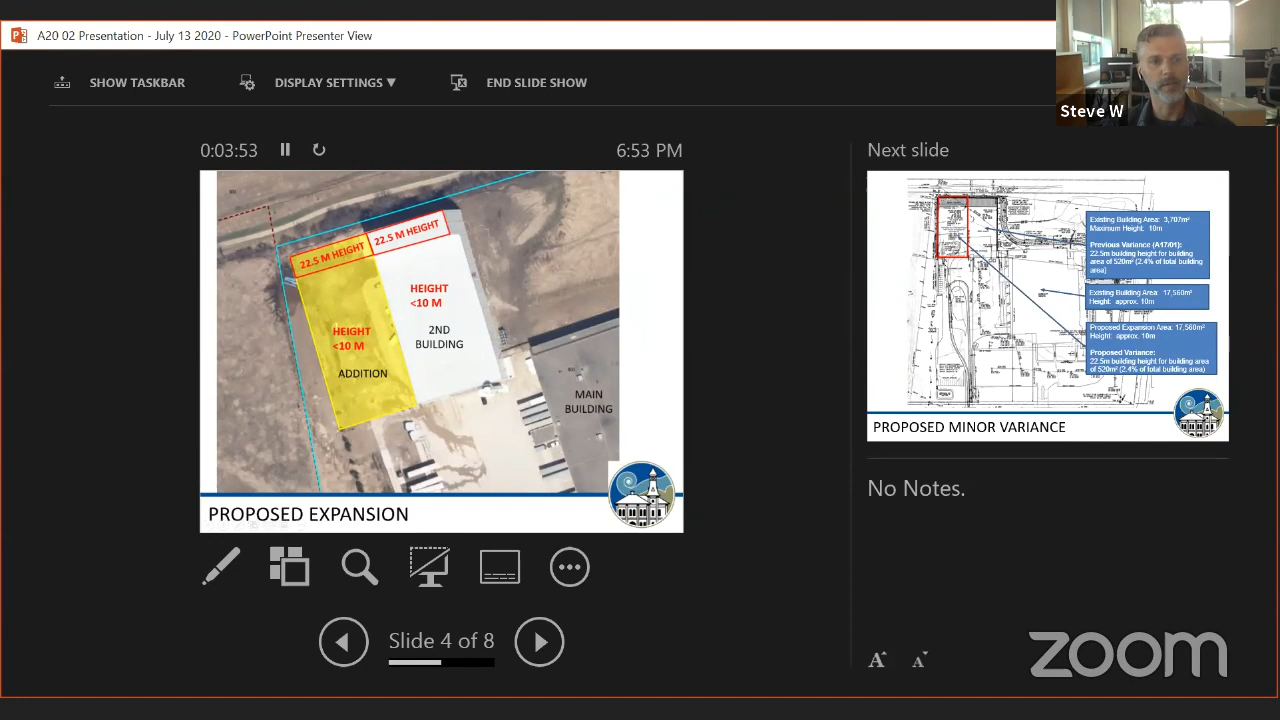 A20 02 Presentation - July 13 2020 - PowerPoint Presenter View
SHOW TASKBAR
DISPLAY SETTINGS ▼
END SLIDE SHOW
Steve W
0:03:53
6:53 PM
22.5 M HEIGHT
22.5 M HEIGHT
HEIGHT
<10 M
HEIGHT
<10 M
2ND
BUILDING
ADDITION
MAIN
BUILDING
PROPOSED EXPANSION
Slide 4 of 8
Next slide
Existing Building Area: 3,707m²
Maximum Height: 10m
Previous Variance (A17/01):
22.5m building height for building
area of 520m² (2.4% of total building
area)
Existing Building Area: 17,560m²
Height: approx. 10m
Proposed Expansion Area: 17,560m²
Height: approx. 10m
Proposed Variance:
22.5m building height for building area
of 520m² (2.4% of total building area)
PROPOSED MINOR VARIANCE
No Notes.
A A
zoom